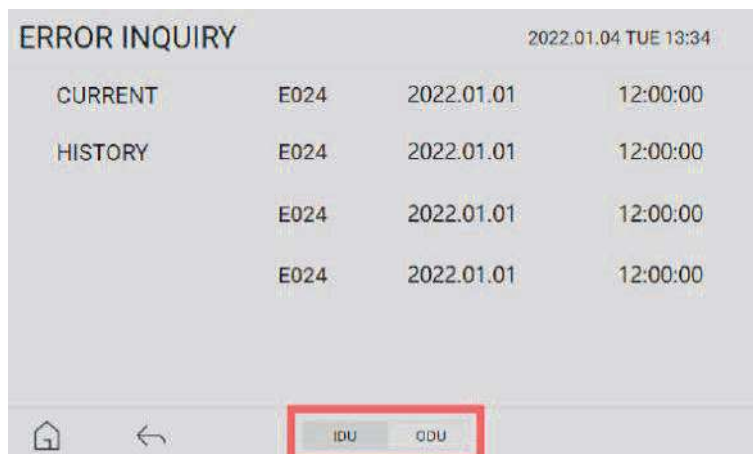 ERROR INQUIRY 2022.01.04 TUE 13:34
CURRENT E024 2022.01.01 12:00:00
HISTORY E024 2022.01.01 12:00:00
E024 2022.01.01 12:00:00
E024 2022.01.01 12:00:00
IDU ODU